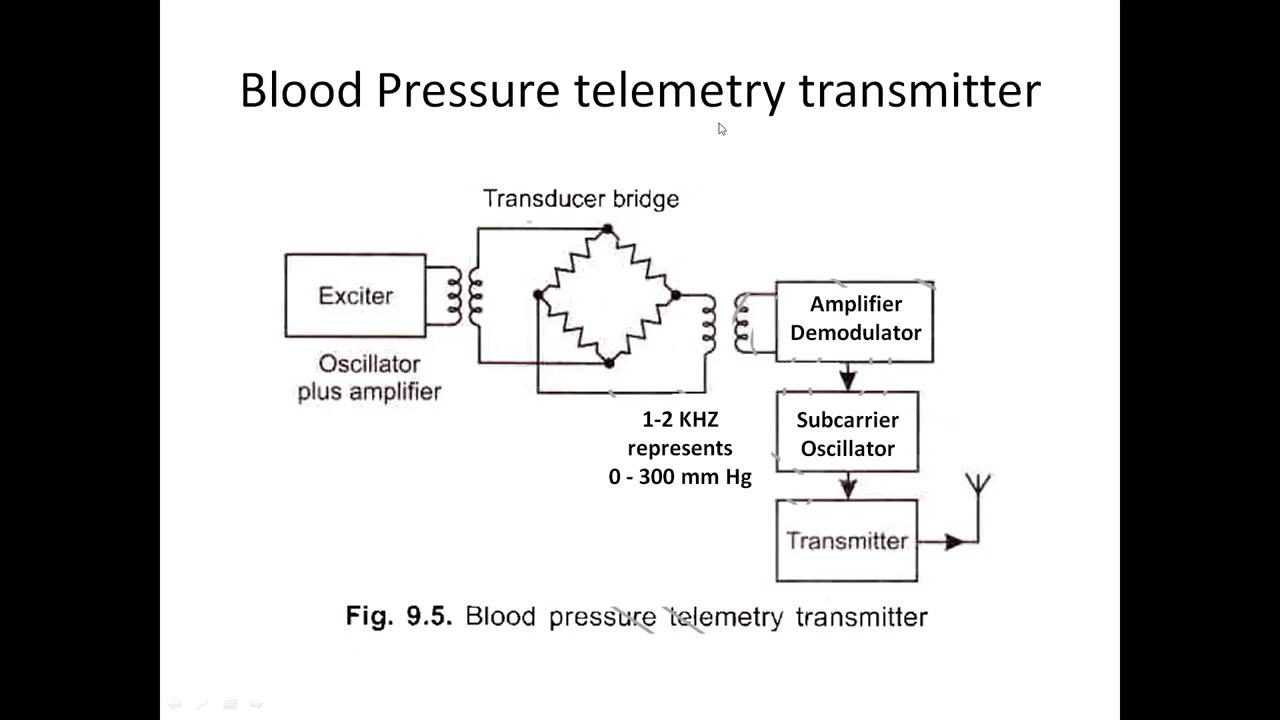 Blood Pressure telemetry transmitter
Transducer bridge
Exciter
Oscillator
plus amplifier
Amplifier
Demodulator
1-2 KHZ
represents
0 - 300 mm Hg
Subcarrier
Oscillator
Transmitter
Fig. 9.5. Blood pressure telemetry transmitter